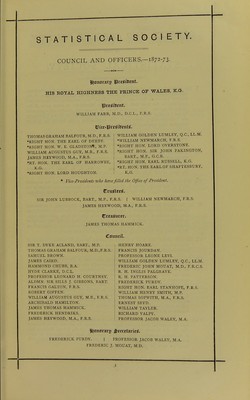 STATISTICAL SOCIETY.
COUNCIL AND OFFICERS.—1872-73.
Honorary President.
HIS ROYAL HIGHNESS THE PRINCE OF WALES, K.G.
President.
WILLIAM FARR, M.D., D.C.L., F.R.S.
Vice-Presidents.
THOMAS GRAHAM BALFOUR, M.D., F.R.S.
*RIGHT HON. THE EARL OF DERBY.
*RIGHT HON. W. E. GLADSTONE, M.P.
WILLIAM AUGUSTUS GUY, M.B., F.R.S.
JAMES HEYWOOD, M.A., F.R.S.
*RT. HON. THE EARL OF HARROWBY,
K.G.
*RIGHT HON. LORD HOUGHTON.
WILLIAM GOLDEN LUMLEY, Q.C., LL.M.
*WILLIAM NEWMARCH, F.R.S.
*RIGHT HON. LORD OVERSTONE.
*RIGHT HON. SIR JOHN PAKINGTON,
BART., M.P., G.C.B.
*RIGHT HON. EARL RUSSELL, K.G.
*RT. HON. THE EARL OF SHAFTESBURY,
K.G.
* Vice-Presidents who have filled the Office of President.
Trustees.
SIR JOHN LUBBOCK, BART., M.P., F.R.S. | WILLIAM NEWMARCH, F.R.S.
JAMES HEYWOOD, M.A., F.R.S.
Treasurer.
JAMES THOMAS HAMMICK.
Council.
SIR T. DYKE ACLAND, BART., M.P.
THOMAS GRAHAM BALFOUR, M.D., F.R.S.
SAMUEL BROWN.
JAMES CAIRD.
HAMMOND CHUBB, B.A.
HYDE CLARKE, D.C.L.
PROFESSOR LEONARD H. COURTNEY.
ALDMN. SIR SILLS J. GIBBONS, BART.
FRANCIS GALTON, F.R.S.
ROBERT GIFFEN.
WILLIAM AUGUSTUS GUY, M.B., F.R.S.
ARCHIBALD HAMILTON.
JAMES THOMAS HAMMICK.
FREDERICK HENDRIKS.
JAMES HEYWOOD, M.A., F.R.S.
HENRY HOARE.
ERNEST JOURDAN.
PROFESSOR LEONE LEVI.
WILLIAM GOLDEN LUMLEY, Q.C., LL.M.
FREDERIC JOHN MOUAT, M.D., F.R.C.S.
R. H. INGLIS PALGRAVE.
R. H. PATTERSON.
FREDERICK PURDY.
RIGHT HON. EARL STANHOPE, F.R.S.
WILLIAM HENRY SMITH, M.P.
THOMAS SOPWITH, M.A., F.R.S.
EARL SPENCER.
WILLIAM TAYLER.
RICHARD VALPY.
PROFESSOR JACOB WALEY, M.A.
Honorary Secretaries.
FREDERICK PURDY. | PROFESSOR JACOB WALEY, M.A.
FREDERIC J. MOUAT, M.D.